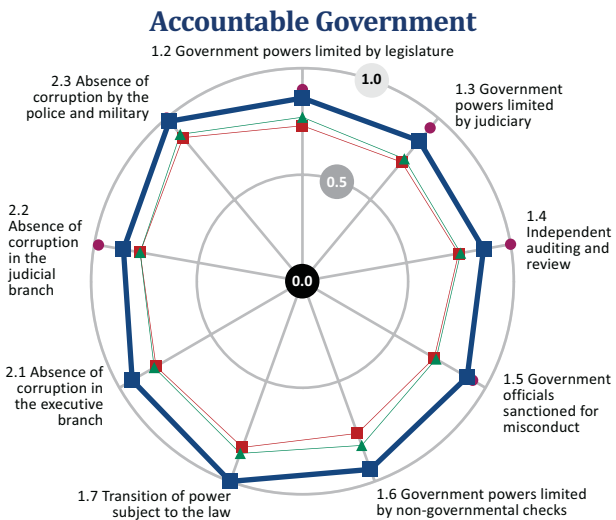 Accountable Government
1.2 Government powers limited by legislature
1.0
2.3 Absence of
corruption by the
police and military
1.3 Government
powers limited
by judiciary
0.5
2.2
Absence of
corruption
in the
judicial
branch
1.4
Independent
auditing and
review
0.0
2.1 Absence of
corruption in
the executive
branch
1.5 Government
officials
sanctioned for
misconduct
1.7 Transition of power
subject to the law
1.6 Government powers limited
by non-governmental checks